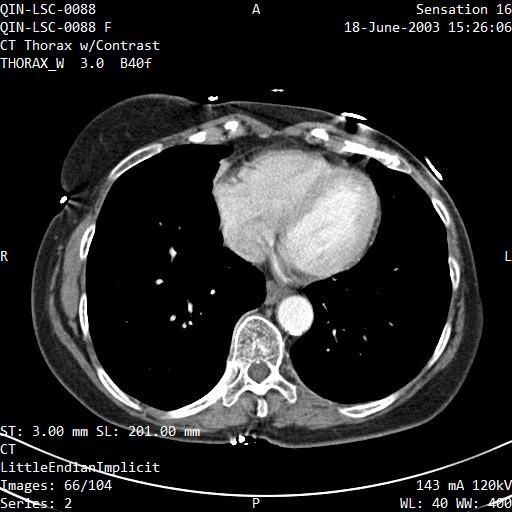 QIN-LSC-0088
A
Sensation 16
QIN-LSC-0088 F
18-June-2003 15:26:06
CT Thorax w/Contrast
THORAX_W 3.0 B40f
R
L
ST: 3.00 mm SL: 201.00 mm
CT
LittleEndianImplicit
Images: 66/104
143 mA 120kV
Series: 2
P
WL: 40 WW: 400